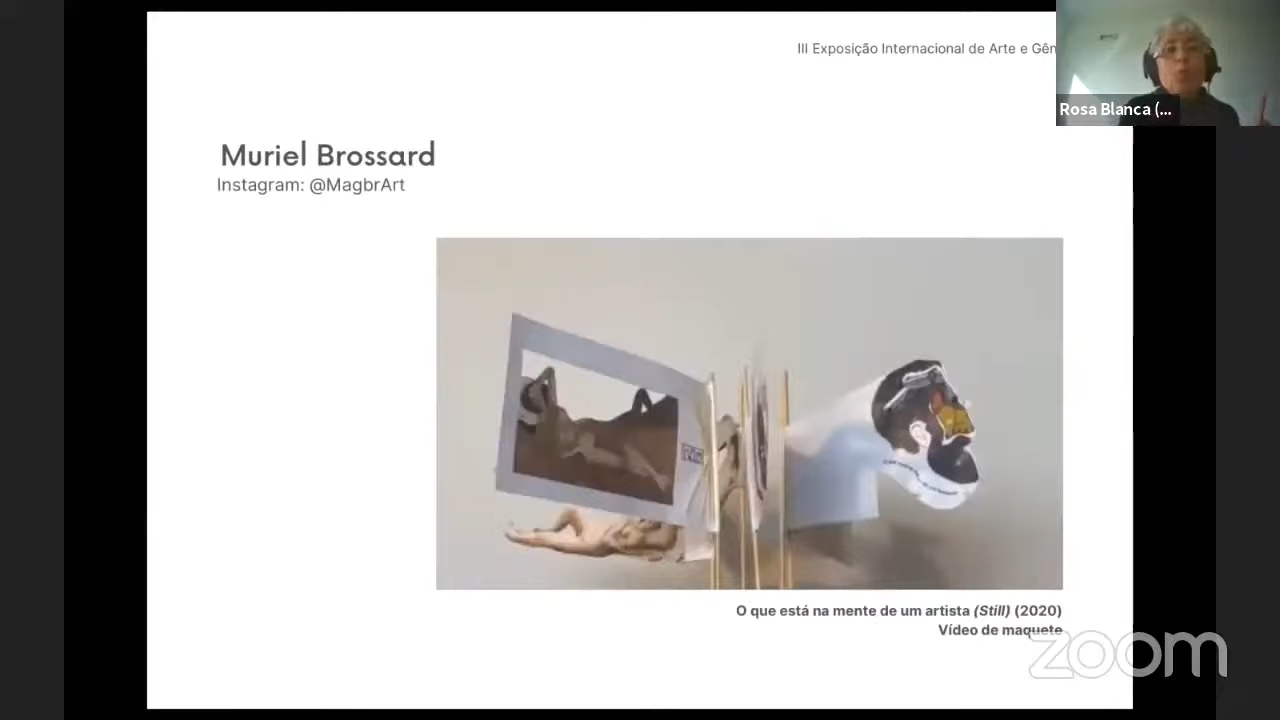 III Exposição Internacional de Arte e Gên
Rosa Blanca (...
Muriel Brossard
Instagram: @MagbrArt
O que está na mente de um artista (Still) (2020)
Vídeo de maquete
zoom